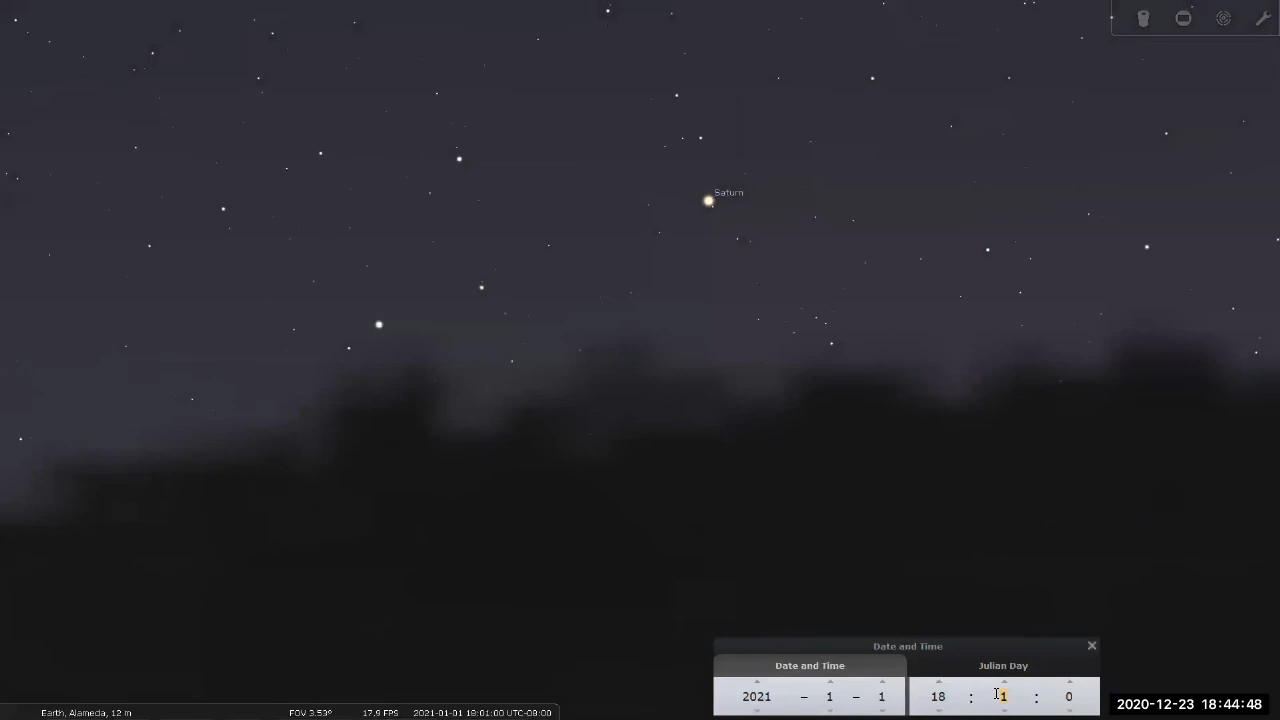 Saturn
Date and Time
Date and Time Julian Day
2021 – 1 – 1 18 : 1 : 0
Earth, Alameda, 12 m FOV 3.53° 17.9 FPS 2021-01-01 18:01:00 UTC-08:00
2020-12-23 18:44:48